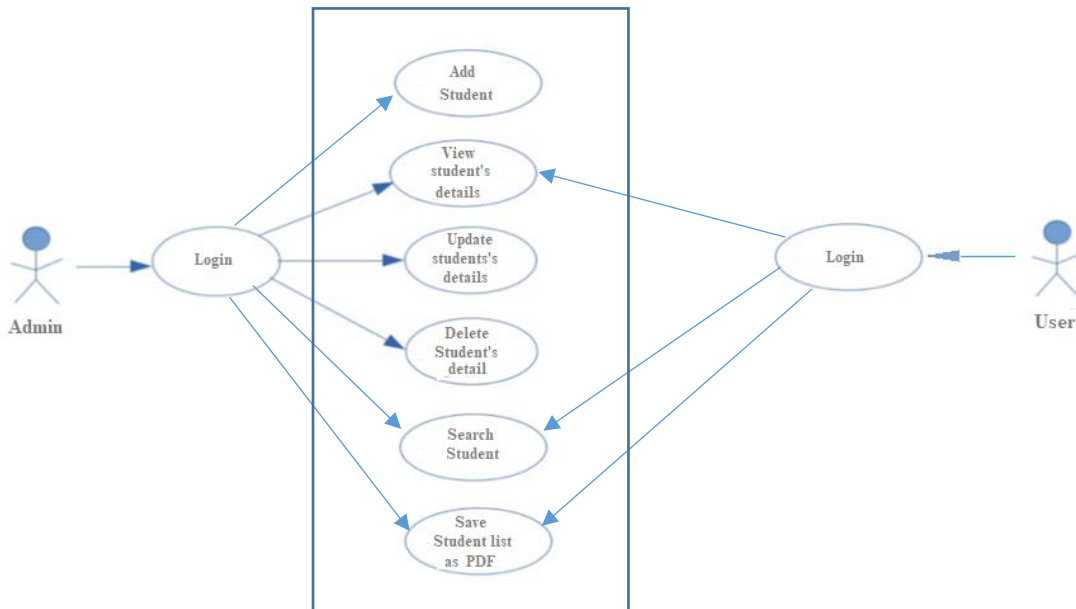 Add
Student
View
student's
details
Update
students's
details
Login
Admin
Login
User
Delete
Student's
detail
Search
Student
Save
Student list
as PDF